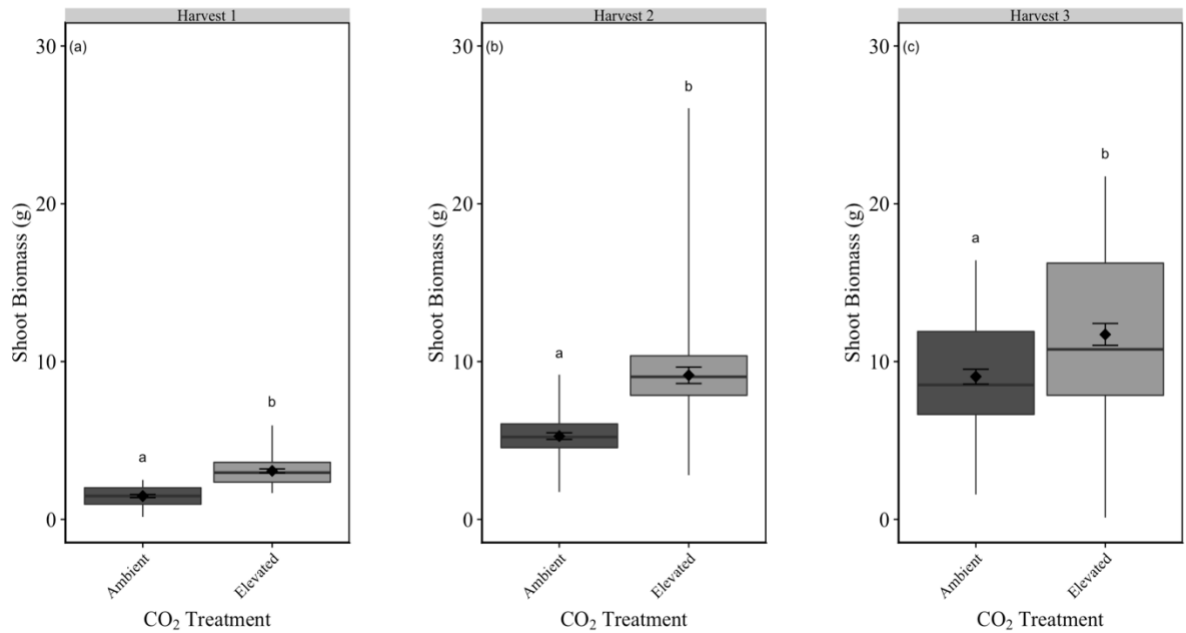 Harvest 1
(a)
30
20
10
0
Shoot Biomass (g)
a
b
Ambient
Elevated
CO₂ Treatment
Harvest 2
(b)
30
20
10
0
Shoot Biomass (g)
a
b
Ambient
Elevated
CO₂ Treatment
Harvest 3
(c)
30
20
10
0
Shoot Biomass (g)
a
b
Ambient
Elevated
CO₂ Treatment